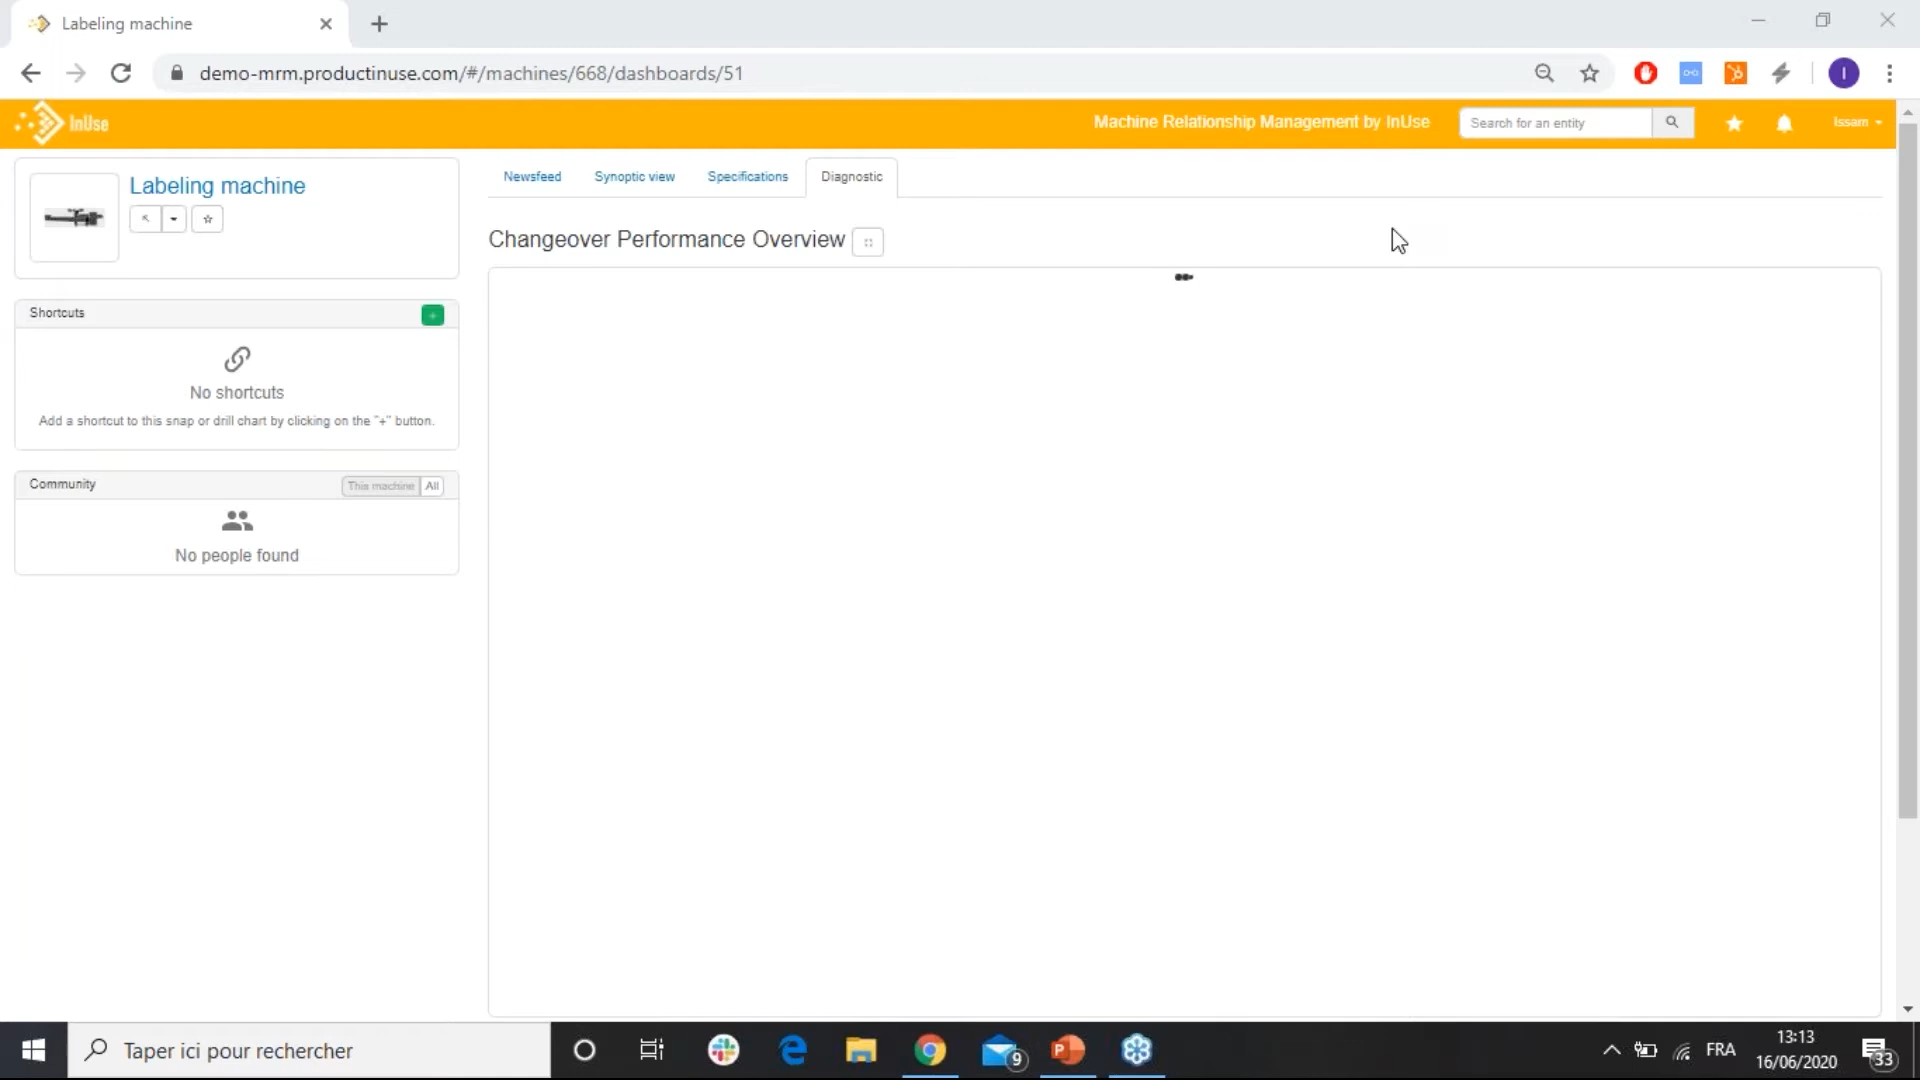 Labeling machine
demo-mrm.productinuse.com/#/machines/668/dashboards/51
I
InUse
Machine Relationship Management by InUse
Search for an entity
Issam
Labeling machine
Newsfeed
Synoptic view
Specifications
Diagnostic
Changeover Performance Overview
Shortcuts
+
No shortcuts
Add a shortcut to this snap or drill chart by clicking on the "+" button.
Community
This machine
All
No people found
Taper ici pour rechercher
9
P
FRA
13:13
16/06/2020
33